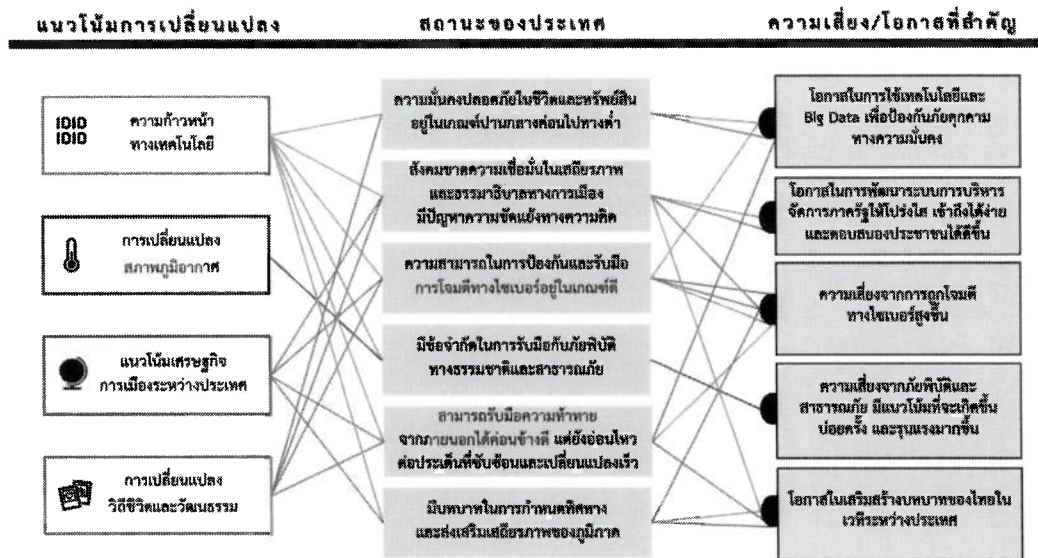 แนวโน้มการเปลี่ยนแปลง
สถานะของประเทศ
ความเสี่ยง/โอกาสที่สำคัญ
IDID
IDID
ความก้าวหน้า
ทางเทคโนโลยี
การเปลี่ยนแปลง
สภาพภูมิอากาศ
แนวโน้มเศรษฐกิจ
การเมืองระหว่างประเทศ
การเปลี่ยนแปลง
วิถีชีวิตและวัฒนธรรม
ความมั่นคงปลอดภัยในชีวิตและทรัพย์สิน
อยู่ในเกณฑ์ปานกลางค่อนไปทางต่ำ
สังคมขาดความเชื่อมั่นในเสถียรภาพ
และธรรมาภิบาลทางการเมือง
มีปัญหาความขัดแย้งทางความคิด
ความสามารถในการป้องกันและรับมือ
การโจมตีทางไซเบอร์อยู่ในเกณฑ์ดี
มีข้อจำกัดในการรับมือกับภัยพิบัติ
ทางธรรมชาติและสาธารณภัย
สามารถรับมือความท้าทาย
จากภายนอกได้ค่อนข้างดี แต่ยังอ่อนไหว
ต่อประเด็นที่ซับซ้อนและเปลี่ยนแปลงเร็ว
มีบทบาทในการกำหนดทิศทาง
และส่งเสริมเสถียรภาพของภูมิภาค
โอกาสในการใช้เทคโนโลยีและ
Big Data เพื่อป้องกันภัยคุกคาม
ทางความมั่นคง
โอกาสในการพัฒนาระบบการบริหาร
จัดการภาครัฐให้โปร่งใส เข้าถึงได้ง่าย
และตอบสนองประชาชนได้ดีขึ้น
ความเสี่ยงจากการถูกโจมตี
ทางไซเบอร์สูงขึ้น
ความเสี่ยงจากภัยพิบัติและ
สาธารณภัย มีแนวโน้มที่จะเกิดขึ้น
บ่อยครั้ง และรุนแรงมากขึ้น
โอกาสในเสริมสร้างบทบาทของไทยใน
เวทีระหว่างประเทศ